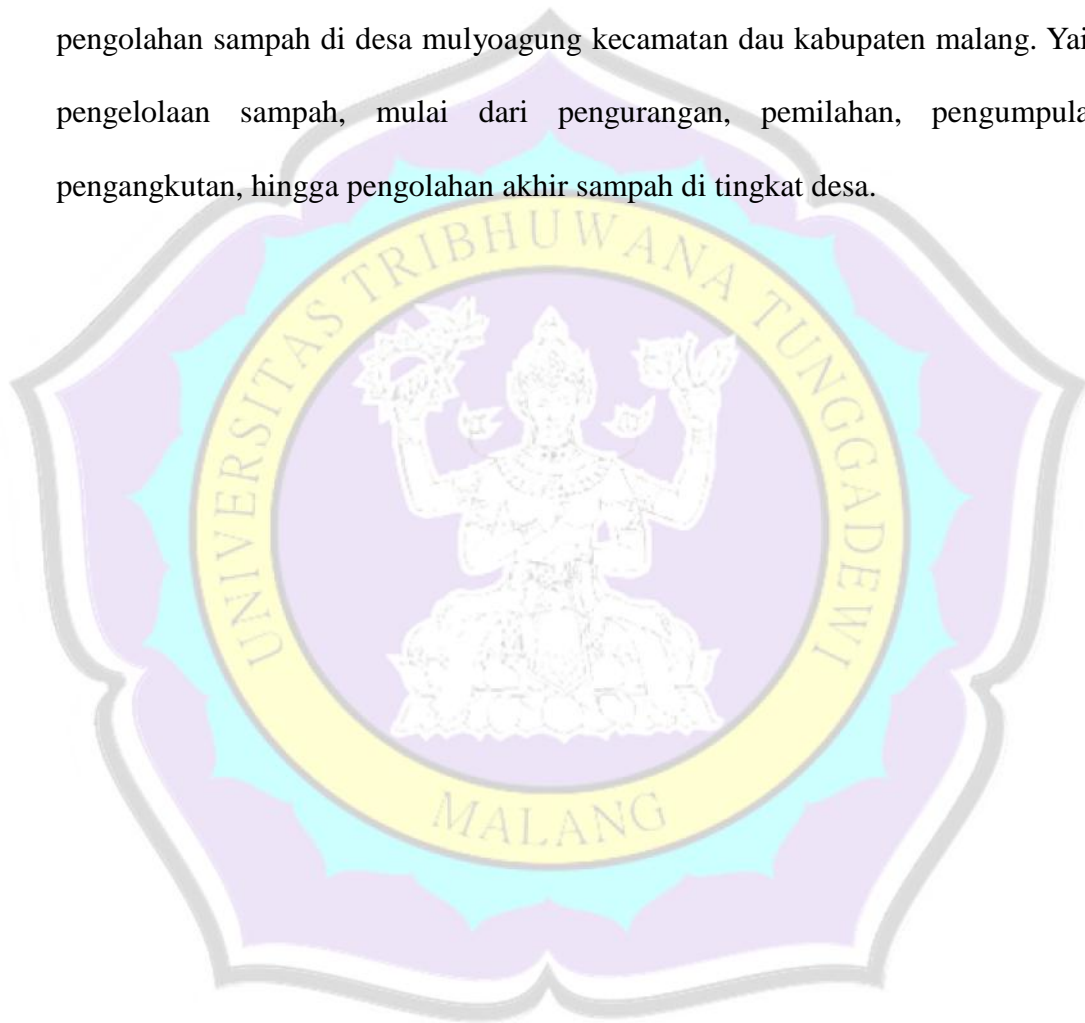 pengolahan sampah di desa mulyoagung kecamatan dau kabupaten malang. Yai
pengelolaan sampah, mulai dari pengurangan, pemilahan, pengumpula
pengangkutan, hingga pengolahan akhir sampah di tingkat desa.
UNIVERSITAS TRIBHUWANA TUNGGADEWI
MALANG